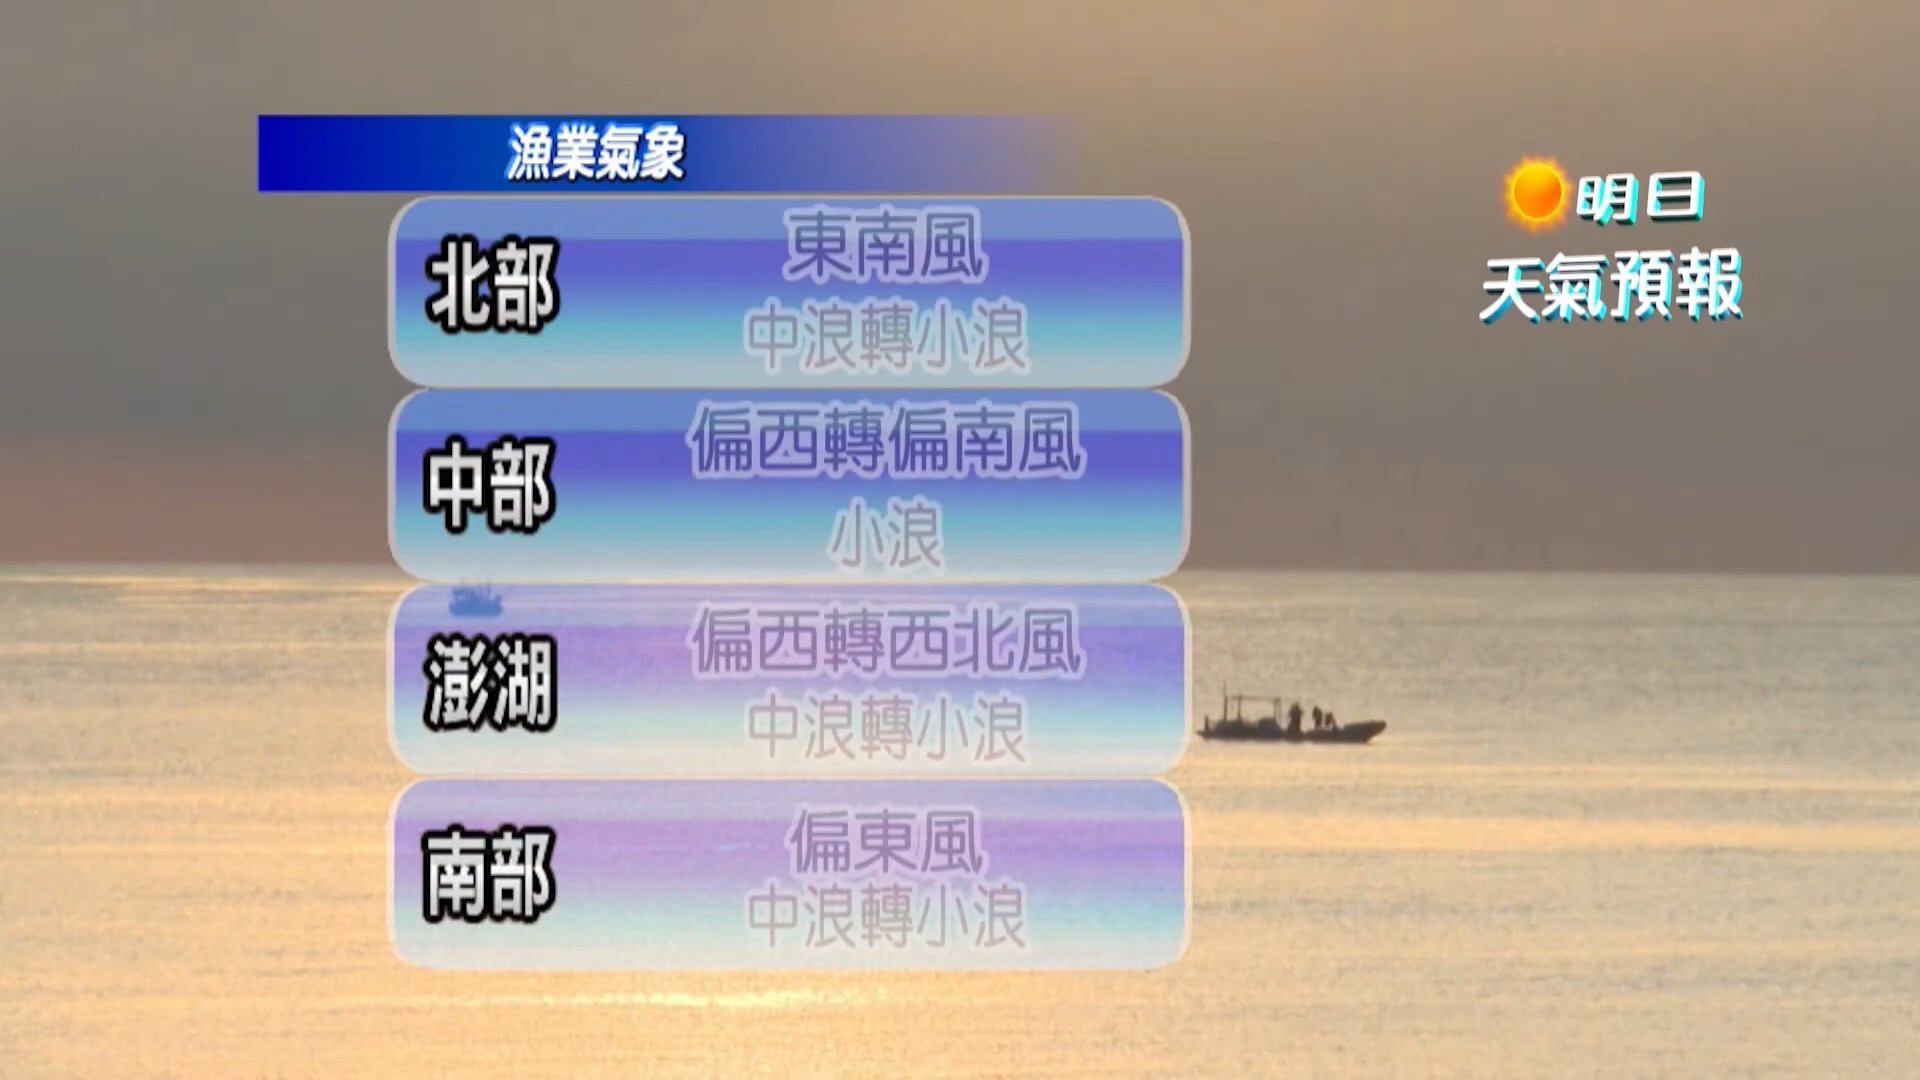 漁業氣象
明日
天氣預報
北部
東南風
中浪轉小浪
中部
偏西轉偏南風
小浪
澎湖
偏西轉西北風
中浪轉小浪
南部
偏東風
中浪轉小浪